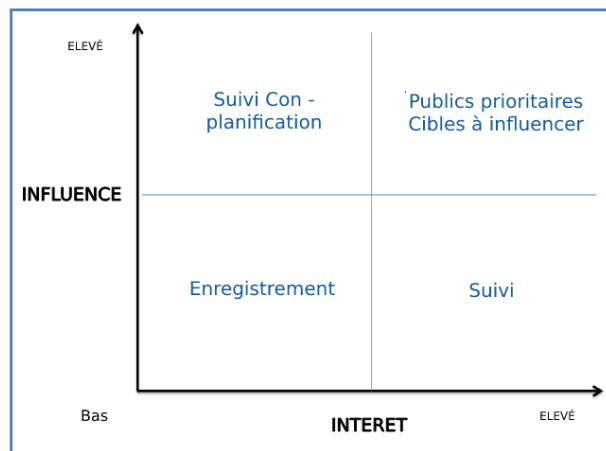 ELEVÉ
Suivi Con -
planification
Publics prioritaires
Cibles à influencer
INFLUENCE
Enregistrement
Suivi
Bas
INTERET
ELEVÉ